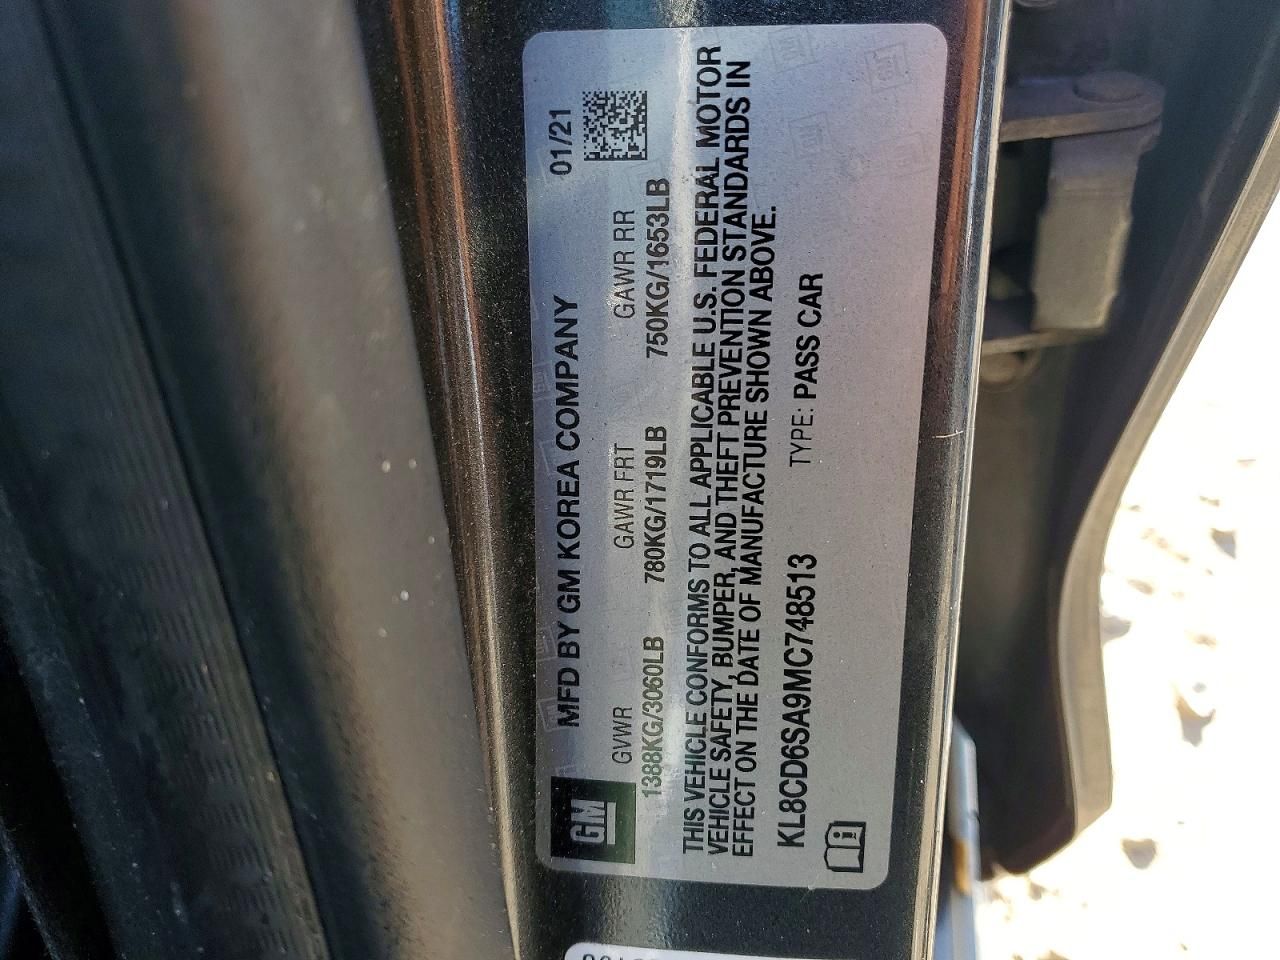 GM
MFD BY GM KOREA COMPANY 01/21
GVWR GAWR FRT GAWR RR
1388KG/3060LB 780KG/1719LB 750KG/1653LB
THIS VEHICLE CONFORMS TO ALL APPLICABLE U.S. FEDERAL MOTOR
VEHICLE SAFETY, BUMPER, AND THEFT PREVENTION STANDARDS IN
EFFECT ON THE DATE OF MANUFACTURE SHOWN ABOVE.
KL8CD6SA9MC748513 TYPE: PASS CAR